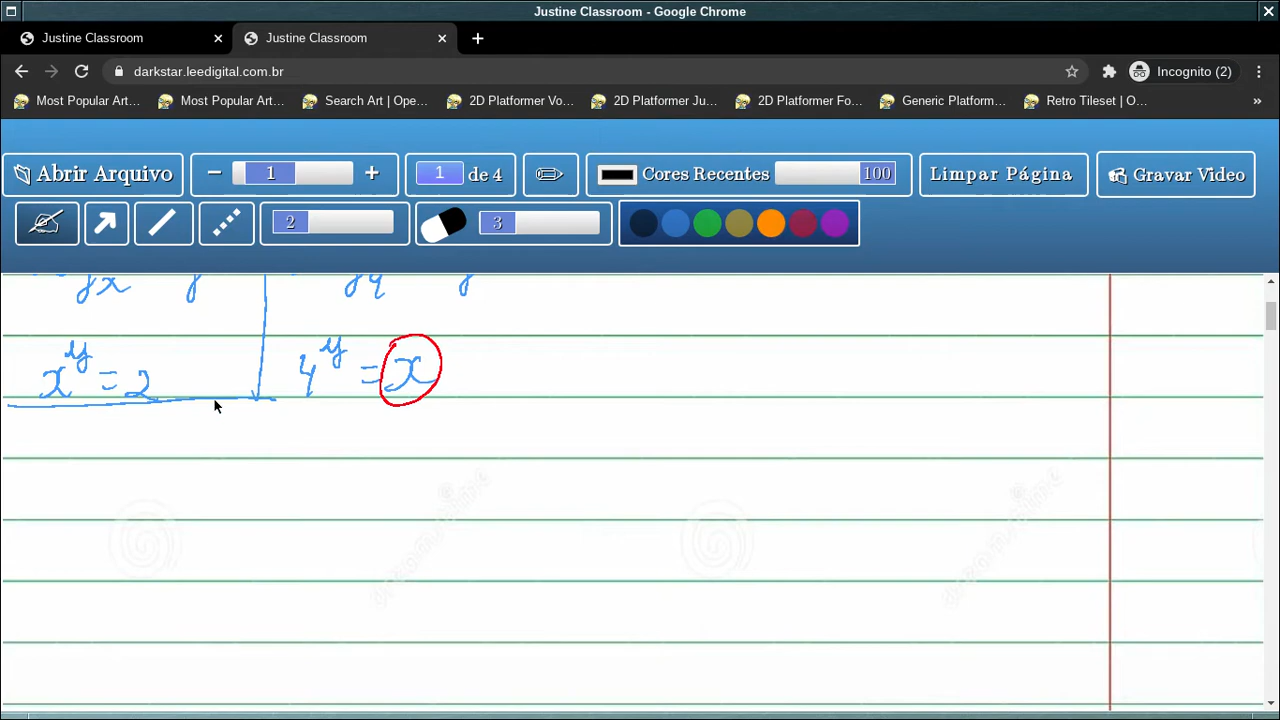 Justine Classroom - Google Chrome
Justine Classroom
Justine Classroom
darkstar.leedigital.com.br
Incognito (2)
Most Popular Art...
Most Popular Art...
Search Art | Ope...
2D Platformer Vo...
2D Platformer Ju...
2D Platformer Fo...
Generic Platform...
Retro Tileset | O...
»
Abrir Arquivo
− 1 +
1 de 4
Cores Recentes 100
Limpar Página
Gravar Video
2
3
x^y = 2
4^y = x